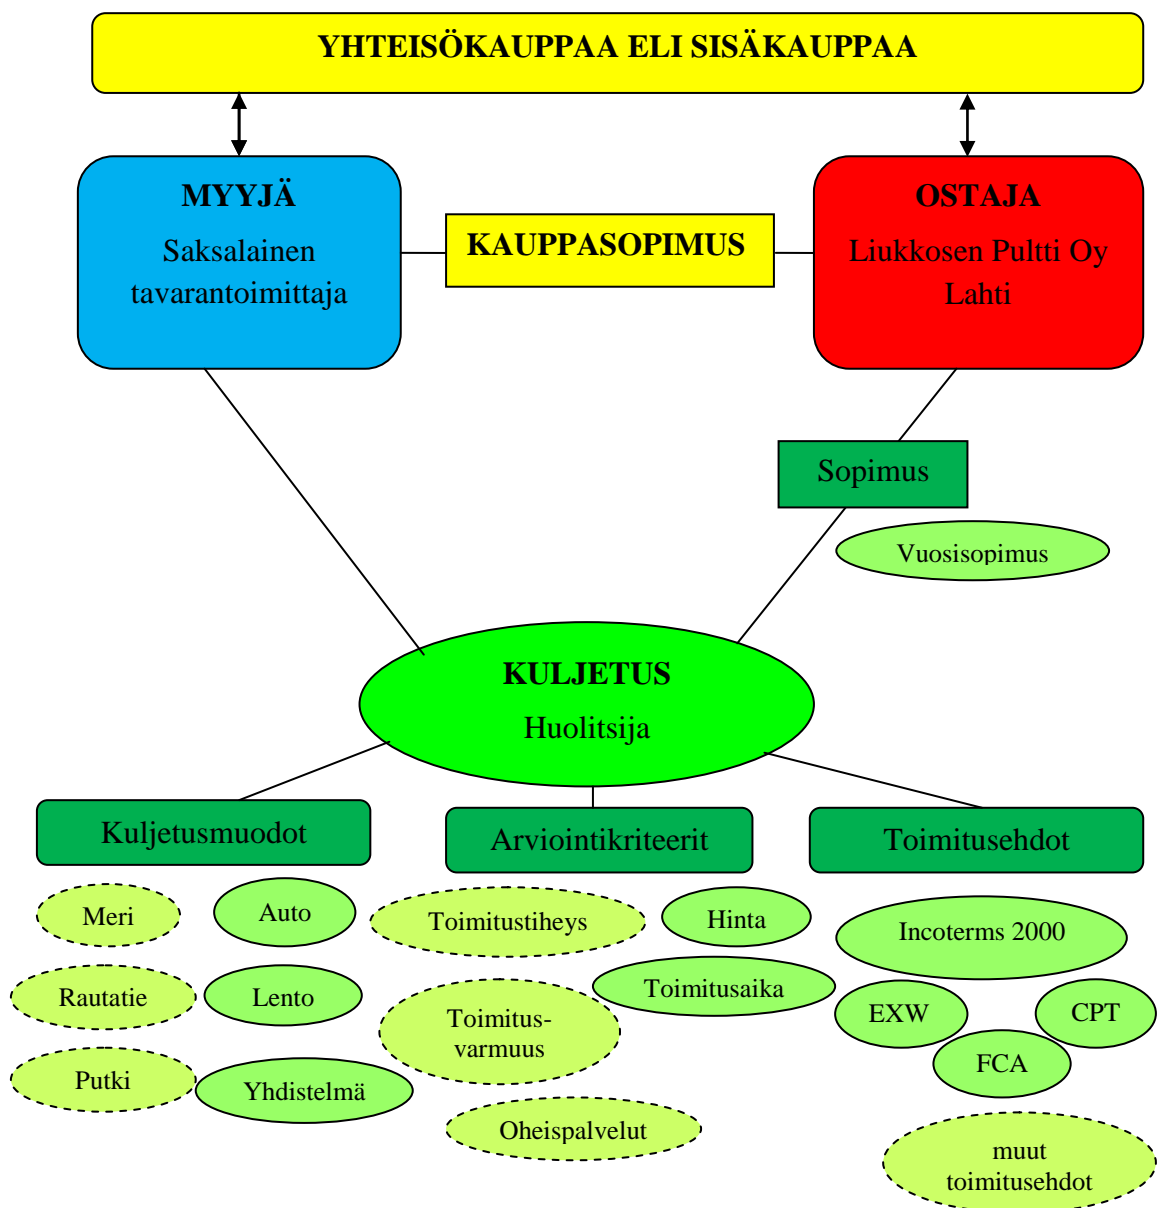 YHTEISÖKAUPPAA ELI SISÄKAUPPAA
MYYJÄ
Saksalainen
tavarantoimittaja
KAUPPASOPIMUS
OSTAJA
Liukkosen Pultti Oy
Lahti
Sopimus
Vuosisopimus
KULJETUS
Huolitsija
Kuljetusmuodot
Meri
Auto
Rautatie
Lento
Putki
Yhdistelmä
Arviointikriteerit
Toimitustiheys
Hinta
Toimitusaika
Toimitus-
varmuus
Oheispalvelut
Toimitusehdot
Incoterms 2000
EXW
CPT
FCA
muut
toimitusehdot